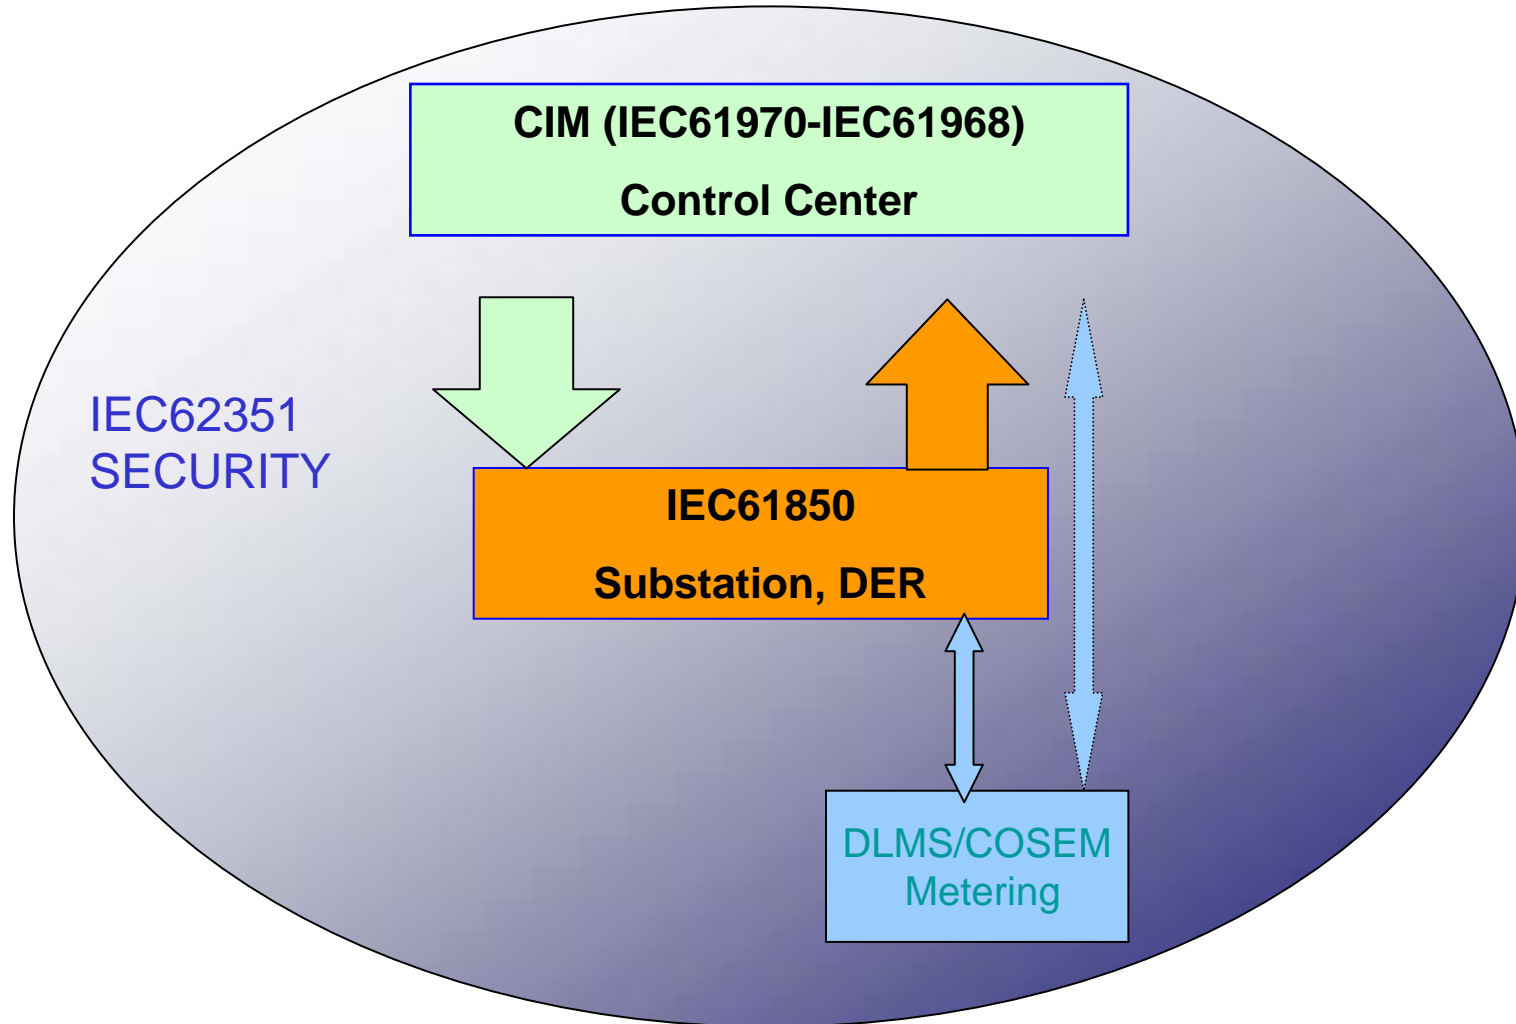 CIM (IEC61970-IEC61968)
Control Center
IEC62351
SECURITY
IEC61850
Substation, DER
DLMS/COSEM
Metering